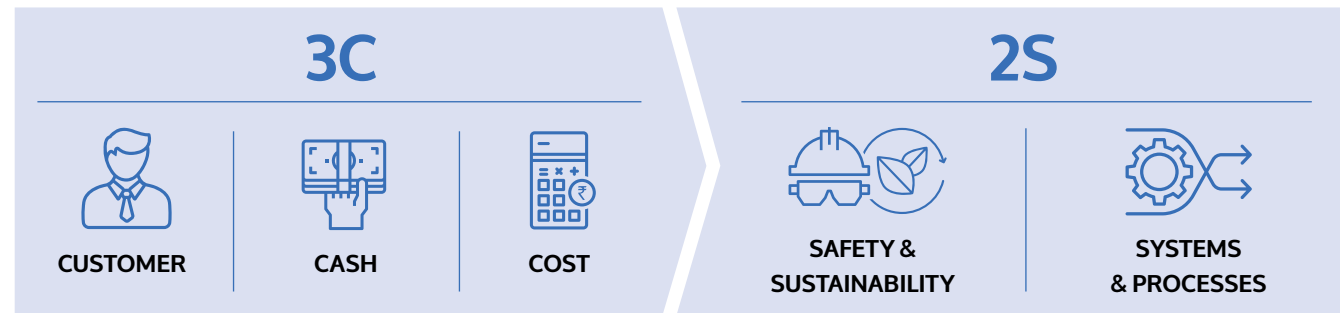 3C
CUSTOMER
CASH
₹
COST
2S
SAFETY &
SUSTAINABILITY
SYSTEMS
& PROCESSES